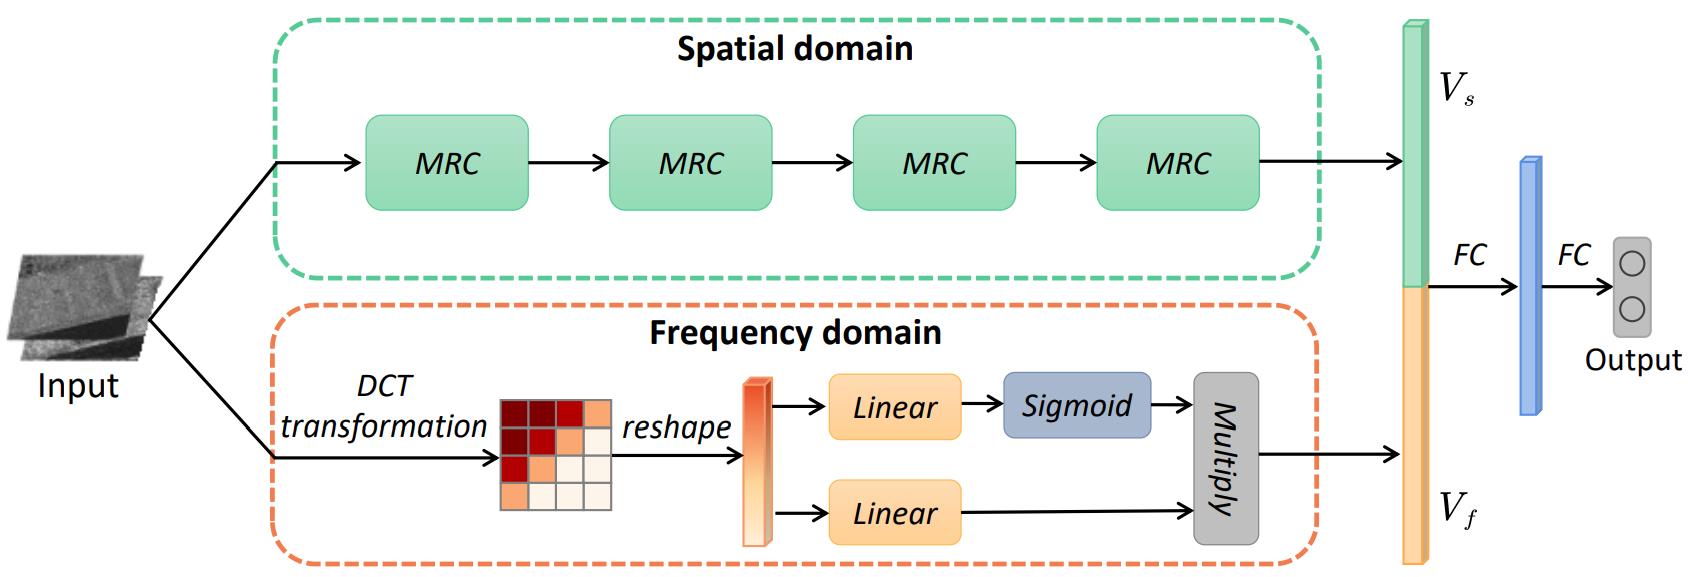 Spatial domain
MRC
MRC
MRC
MRC
V_s
Input
Frequency domain
DCT
transformation
reshape
Linear
Sigmoid
Linear
Multiply
V_f
FC
FC
Output